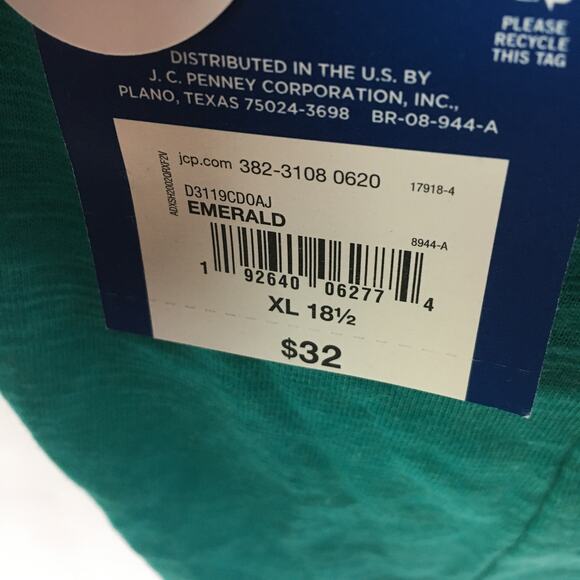 PLEASE
RECYCLE
THIS TAG
DISTRIBUTED IN THE U.S. BY
J. C. PENNEY CORPORATION, INC.,
PLANO, TEXAS 75024-3698 BR-08-944-A
jcp.com 382-3108 0620 17918-4
D3119CD0AJ
EMERALD
8944-A
1 92640 06277 4
XL 18½
$32